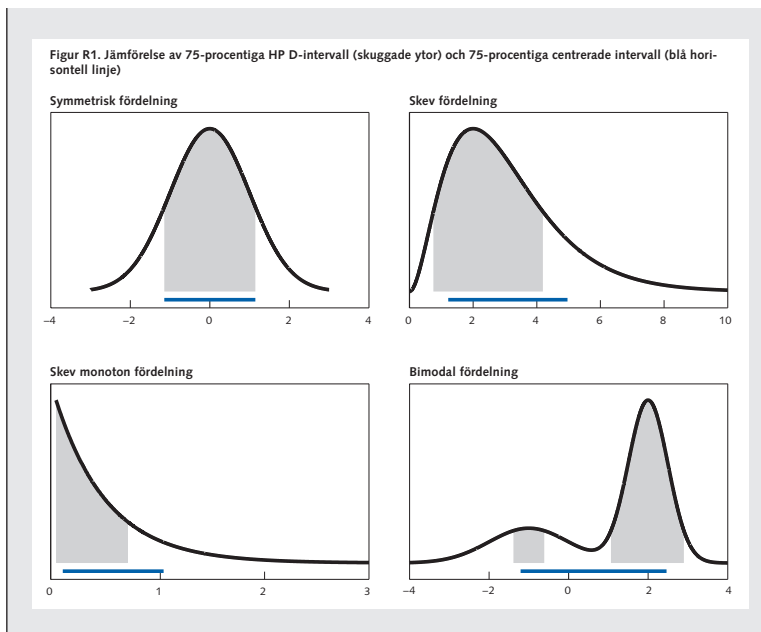 Figur R1. Jämförelse av 75-procentiga HP D-intervall (skuggade ytor) och 75-procentiga centrerade intervall (blå hori-
sontell linje)
Symmetrisk fördelning
Skev fördelning
−4 −2 0 2 4
0 2 4 6 8 10
Skev monoton fördelning
Bimodal fördelning
0 1 2 3
−4 −2 0 2 4